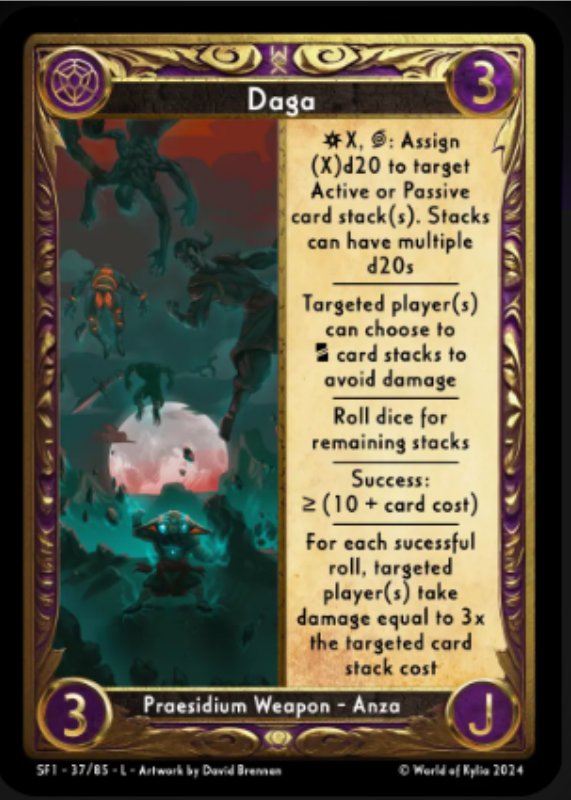 3
Daga
X, : Assign
(X)d20 to target
Active or Passive
card stack(s). Stacks
can have multiple
d20s
Targeted player(s)
can choose to
card stacks to
avoid damage
Roll dice for
remaining stacks
Success:
≥ (10 + card cost)
For each sucessful
roll, targeted
player(s) take
damage equal to 3x
the targeted card
stack cost
3
Praesidium Weapon - Anza
J
SF1 - 37/85 - L - Artwork by David Brennan
© World of Kylia 2024